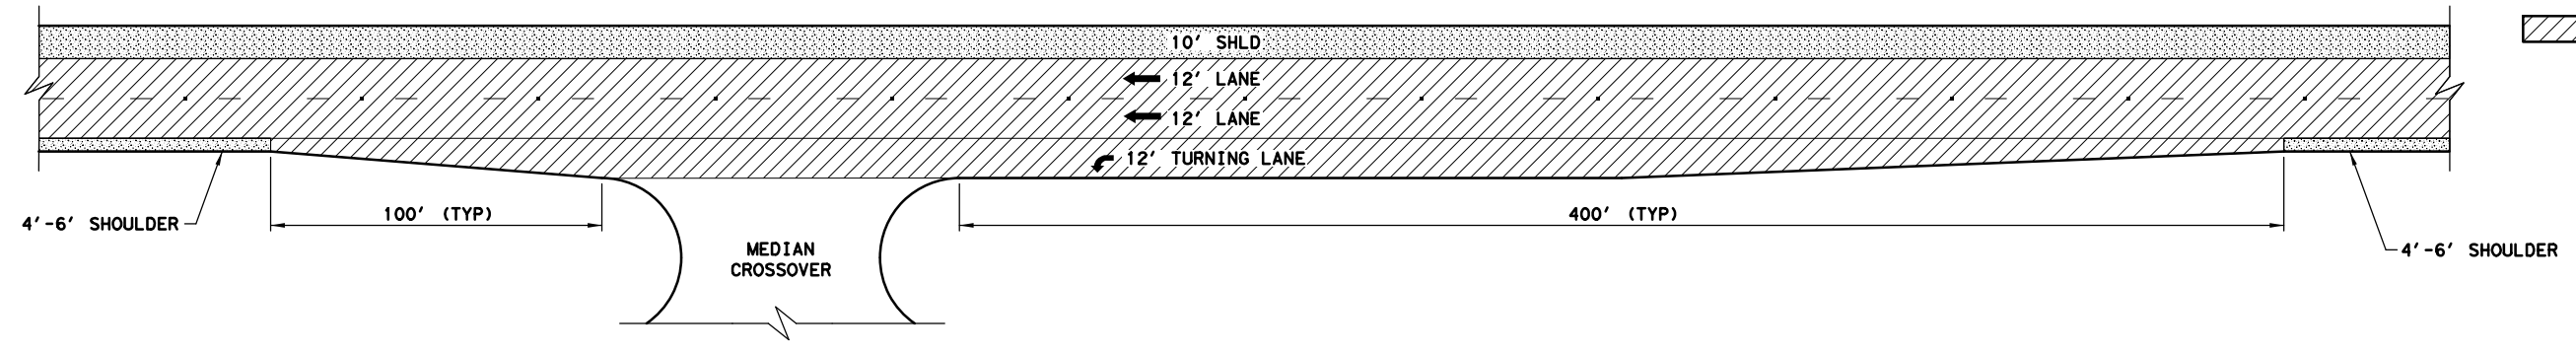 10' SHLD
12' LANE
12' LANE
12' TURNING LANE
4'-6' SHOULDER
100' (TYP)
MEDIAN
CROSSOVER
400' (TYP)
4'-6' SHOULDER